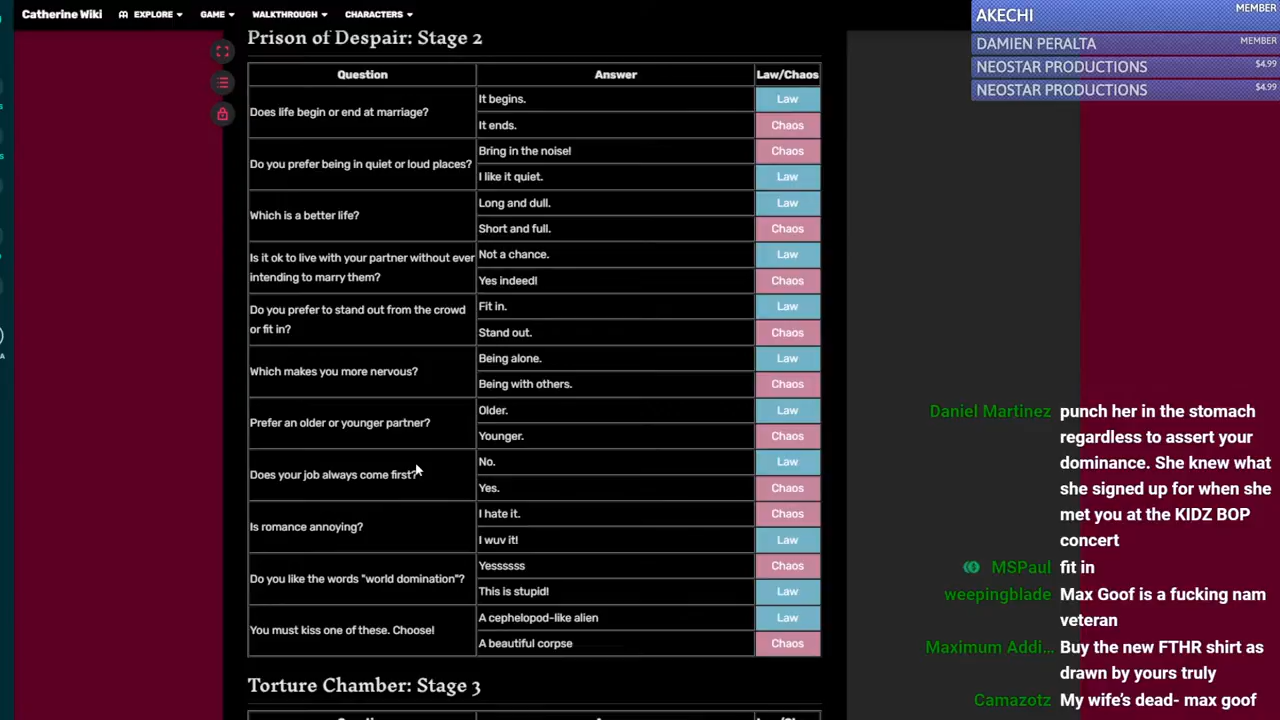 Catherine Wiki EXPLORE GAME WALKTHROUGH CHARACTERS
AKECHI MEMBER
DAMIEN PERALTA MEMBER
NEOSTAR PRODUCTIONS $4.99
NEOSTAR PRODUCTIONS $4.99
Prison of Despair: Stage 2
Question Answer Law/Chaos
Does life begin or end at marriage?
It begins. Law
It ends. Chaos
Do you prefer being in quiet or loud places?
Bring in the noise! Chaos
I like it quiet. Law
Which is a better life?
Long and dull. Law
Short and full. Chaos
Is it ok to live with your partner without ever
intending to marry them?
Not a chance. Law
Yes indeed! Chaos
Do you prefer to stand out from the crowd
or fit in?
Fit in. Law
Stand out. Chaos
Which makes you more nervous?
Being alone. Law
Being with others. Chaos
Prefer an older or younger partner?
Older. Law
Younger. Chaos
Does your job always come first?
No. Law
Yes. Chaos
Is romance annoying?
I hate it. Chaos
I wuv it! Law
Do you like the words "world domination"?
Yessssss Chaos
This is stupid! Law
You must kiss one of these. Choose!
A cephelopod-like alien Law
A beautiful corpse Chaos
Torture Chamber: Stage 3
Daniel Martinez punch her in the stomach
regardless to assert your
dominance. She knew what
she signed up for when she
met you at the KIDZ BOP
concert
MSPaul fit in
weepingblade Max Goof is a fucking nam
veteran
Maximum Addi... Buy the new FTHR shirt as
drawn by yours truly
Camazotz My wife's dead- max goof